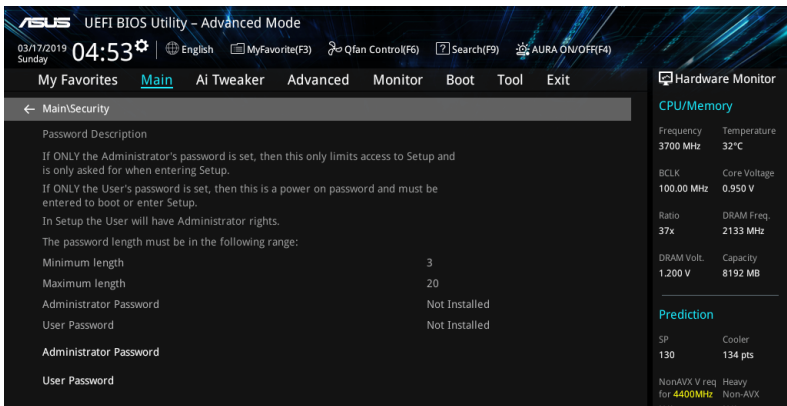 ASUS UEFI BIOS Utility – Advanced Mode
03/17/2019
Sunday
04:53
English
MyFavorite(F3)
Qfan Control(F6)
? Search(F9)
AURA ON/OFF(F4)
My Favorites Main Ai Tweaker Advanced Monitor Boot Tool Exit
← Main\Security
Password Description
If ONLY the Administrator's password is set, then this only limits access to Setup and
is only asked for when entering Setup.
If ONLY the User's password is set, then this is a power on password and must be
entered to boot or enter Setup.
In Setup the User will have Administrator rights.
The password length must be in the following range:
Minimum length 3
Maximum length 20
Administrator Password Not Installed
User Password Not Installed
Administrator Password
User Password
Hardware Monitor
CPU/Memory
Frequency Temperature
3700 MHz 32°C
BCLK Core Voltage
100.00 MHz 0.950 V
Ratio DRAM Freq.
37x 2133 MHz
DRAM Volt. Capacity
1.200 V 8192 MB
Prediction
SP Cooler
130 134 pts
NonAVX V req Heavy
for 4400MHz Non-AVX